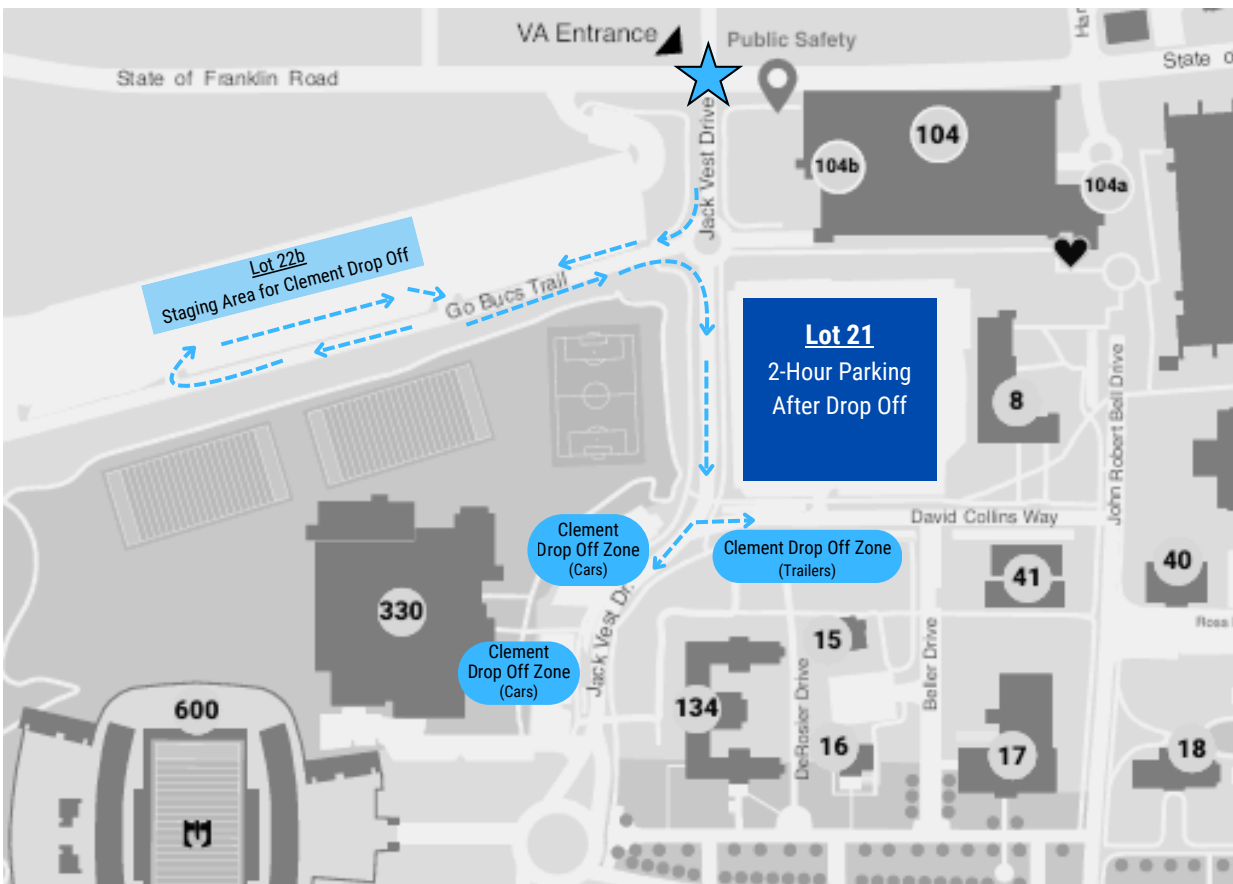 VA Entrance
Public Safety
State of Franklin Road
Jack Vest Drive
104
104b
104a
Lot 22b
Staging Area for Clement Drop Off
Go Bucs Trail
Lot 21
2-Hour Parking
After Drop Off
8
John Robert Bell Drive
David Collins Way
Clement
Drop Off Zone
(Cars)
Clement Drop Off Zone
(Trailers)
41
40
330
Jack Vest Dr.
15
Beller Drive
Clement
Drop Off Zone
(Cars)
134
DeRosier Drive
16
17
18
600
Ross